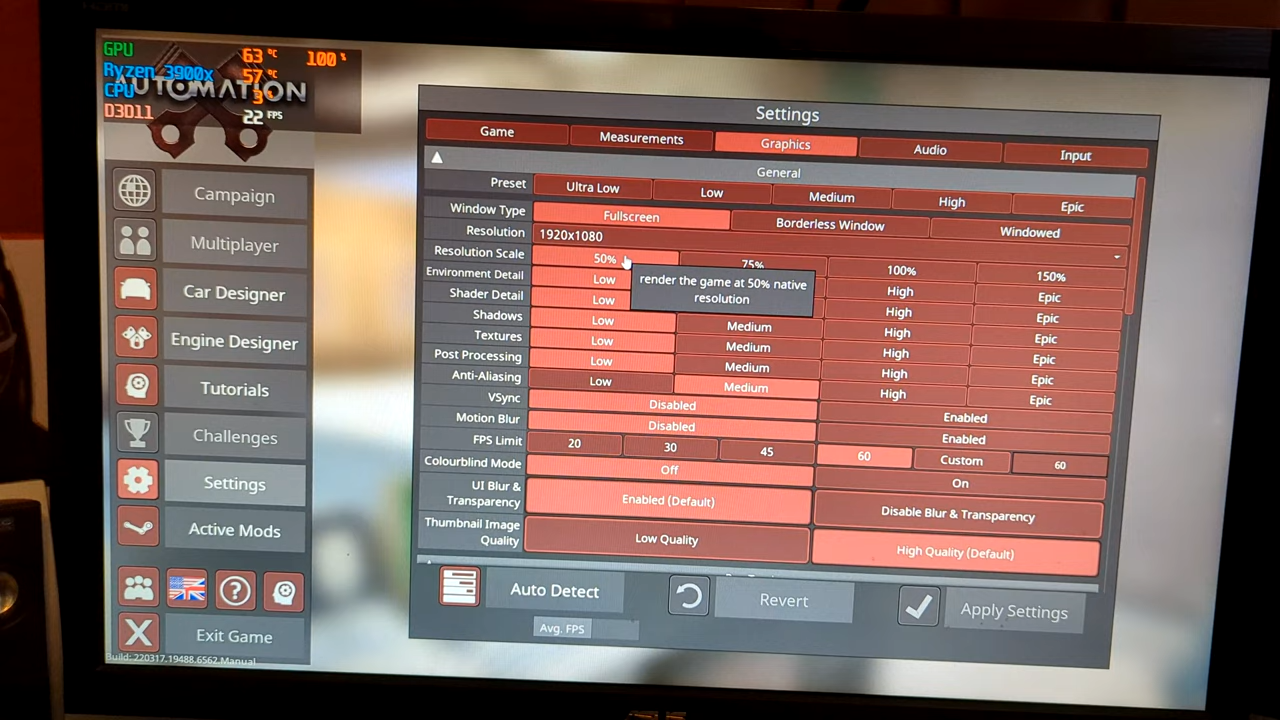 GPU 63 °C 100 %
Ryzen 3900x 57 °C
CPU 3
D3D11 22 FPS
AUTOMATION
Settings
Game Measurements Graphics Audio Input
General
Preset Ultra Low Low Medium High Epic
Window Type Fullscreen Borderless Window Windowed
Resolution 1920x1080
Resolution Scale 50% 75% 100% 150%
render the game at 50% native
resolution
Environment Detail Low High Epic
Shader Detail Low High Epic
Shadows Low Medium High Epic
Textures Low Medium High Epic
Post Processing Low Medium High Epic
Anti-Aliasing Low Medium High Epic
VSync Disabled Enabled
Motion Blur Disabled Enabled
FPS Limit 20 30 45 60 Custom 60
Colourblind Mode Off On
UI Blur &
Transparency Enabled (Default) Disable Blur & Transparency
Thumbnail Image
Quality Low Quality High Quality (Default)
Auto Detect Revert Apply Settings
Avg. FPS
Campaign
Multiplayer
Car Designer
Engine Designer
Tutorials
Challenges
Settings
Active Mods
Exit Game
Build: 220317.19488.6562.Manual